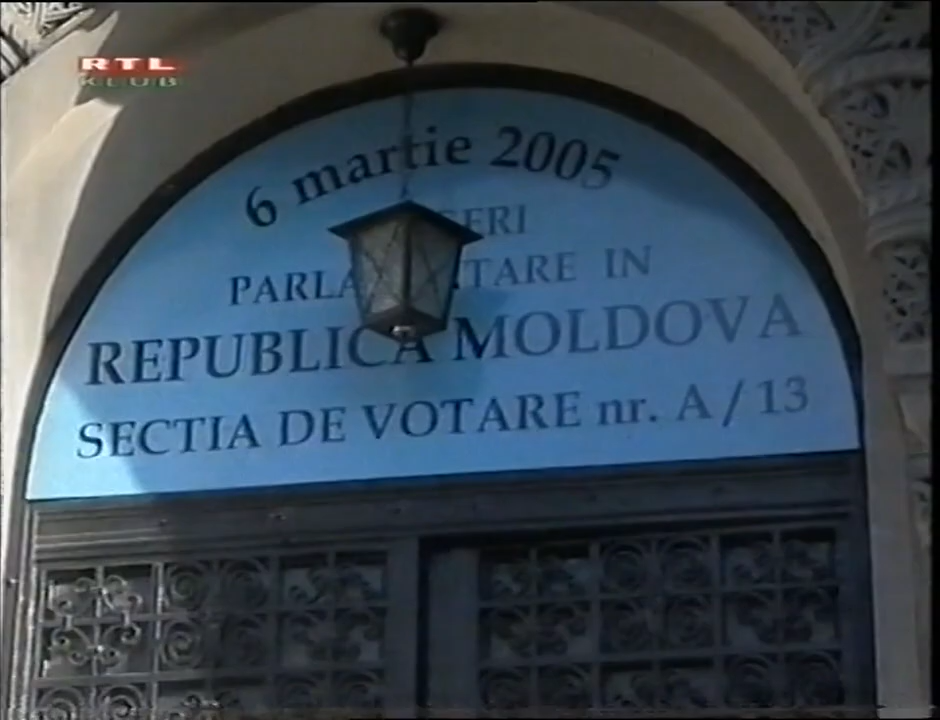 RTL
KLUB
6 martie 2005
PARLA TARE IN
REPUBLICA MOLDOVA
SECTIA DE VOTARE nr. A/13